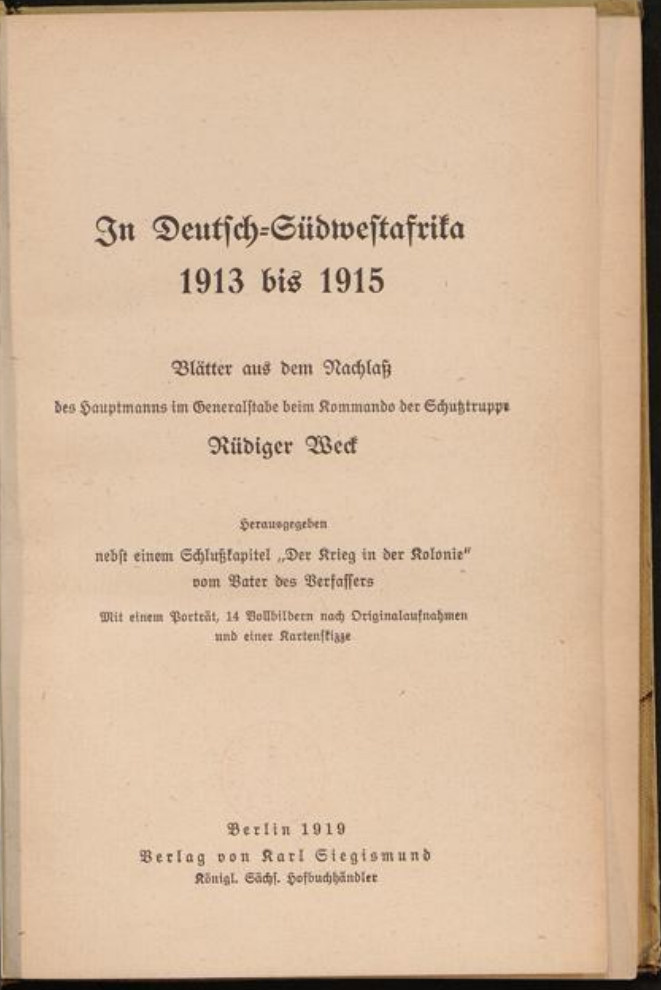 In Deutsch-Südwestafrika
1913 bis 1915
Blätter aus dem Nachlaß
des Hauptmanns im Generalstabe beim Kommando der Schutztruppe
Rüdiger Weck
Herausgegeben
nebst einem Schlußkapitel „Der Krieg in der Kolonie“
vom Vater des Verfassers
Mit einem Porträt, 14 Vollbildern nach Originalaufnahmen
und einer Kartenskizze
Berlin 1919
Verlag von Karl Siegismund
Königl. Sächs. Hofbuchhändler